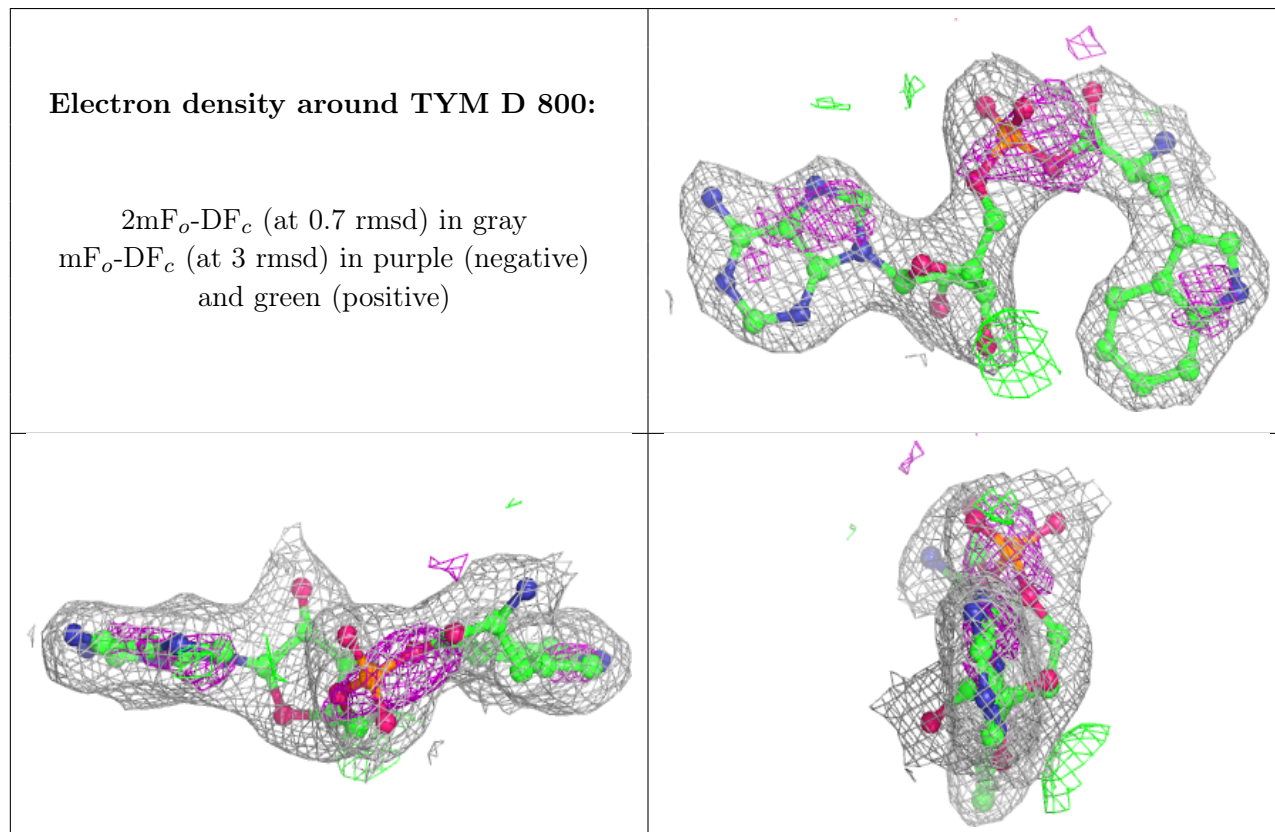 Electron density around TYM D 800:
2mFₒ-DF𝒸 (at 0.7 rmsd) in gray
mFₒ-DF𝒸 (at 3 rmsd) in purple (negative)
and green (positive)